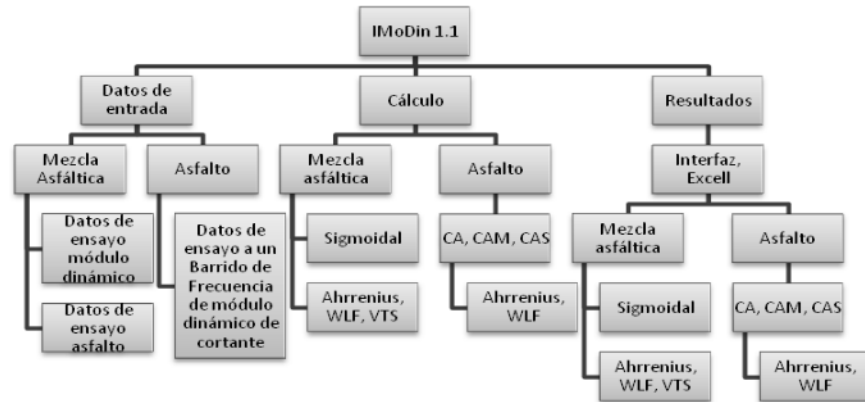 IMoDin 1.1
Datos de
entrada
Cálculo
Resultados
Mezcla
Asfáltica
Asfalto
Mezcla
asfáltica
Asfalto
Interfaz,
Excell
Datos de
ensayo
módulo
dinámico
Datos de
ensayo
asfalto
Datos de
ensayo a un
Barrido de
Frecuencia
de módulo
dinámico de
cortante
Sigmoidal
Ahrrenius,
WLF, VTS
CA, CAM, CAS
Ahrrenius,
WLF
Mezcla
asfáltica
Asfalto
Sigmoidal
Ahrrenius,
WLF, VTS
CA, CAM, CAS
Ahrrenius,
WLF